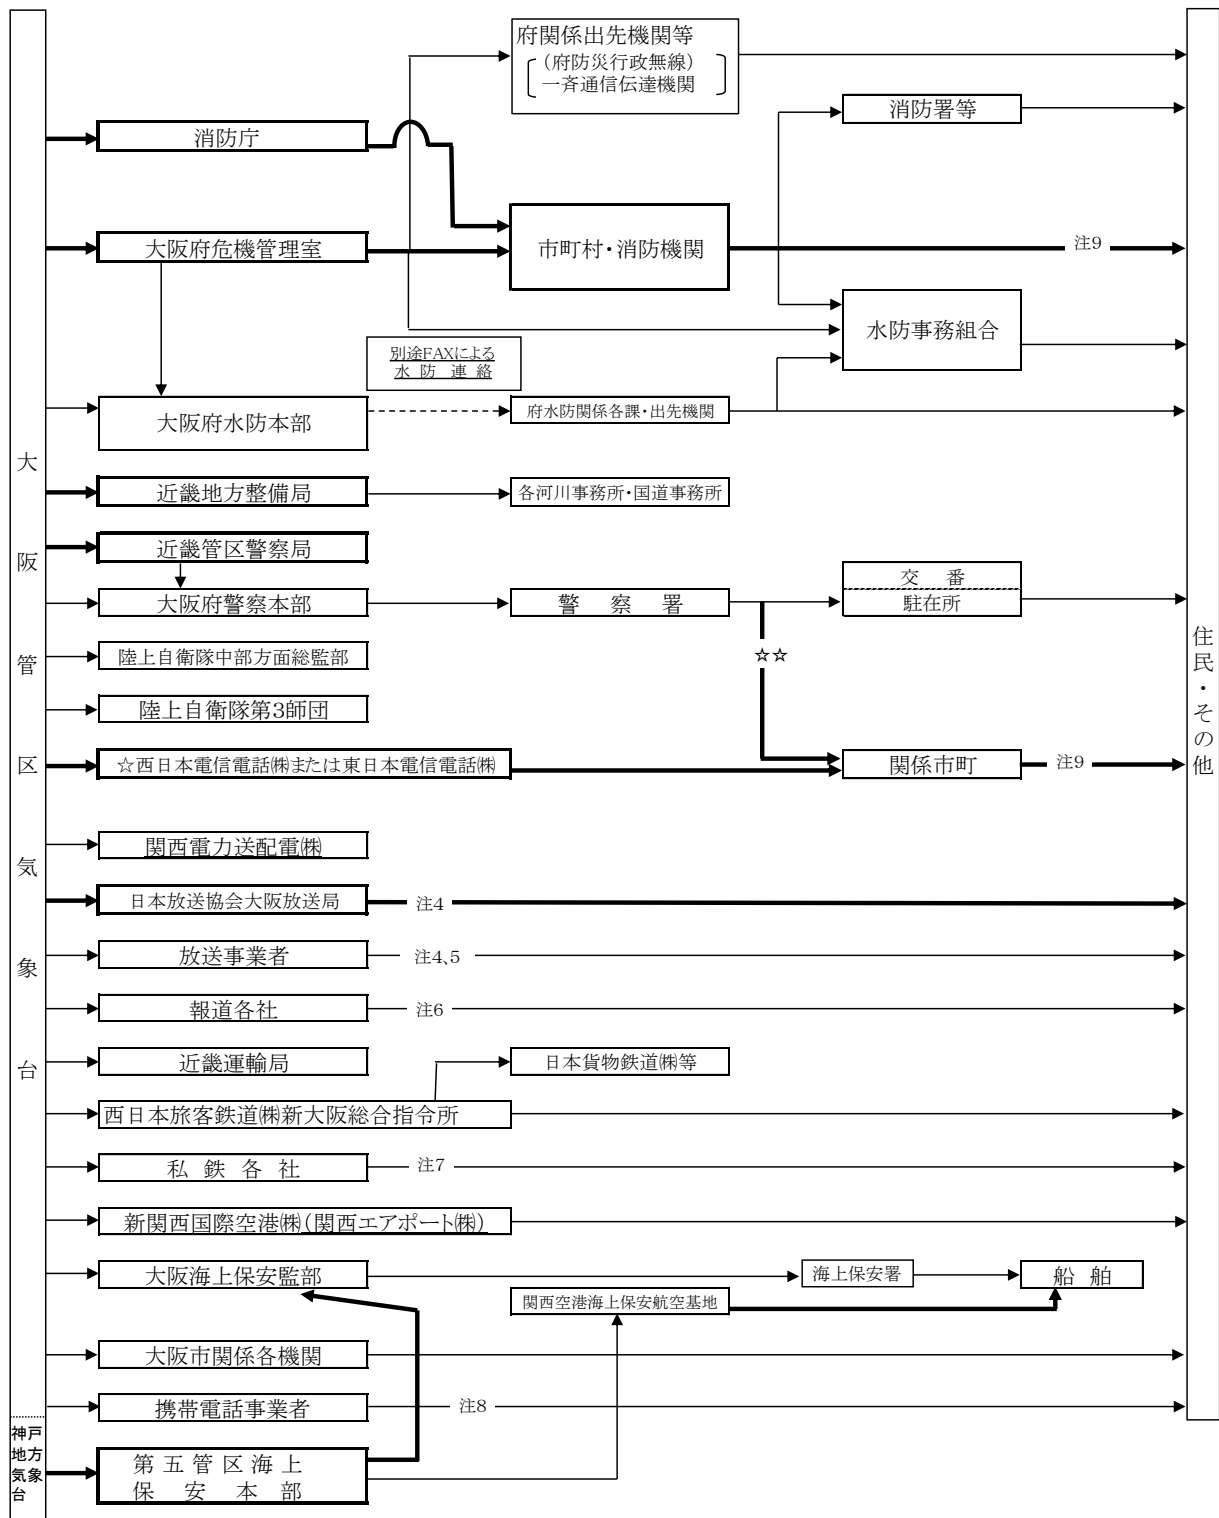 府関係出先機関等
（府防災行政無線）
一斉通信伝達機関
消防署等
消防庁
大阪府危機管理室
市町村・消防機関
注9
水防事務組合
別途FAXによる
水 防 連 絡
大阪府水防本部
府水防関係各課・出先機関
近畿地方整備局
各河川事務所・国道事務所
近畿管区警察局
大阪府警察本部
警 察 署
交 番
駐在所
☆☆
陸上自衛隊中部方面総監部
陸上自衛隊第3師団
☆西日本電信電話㈱または東日本電信電話㈱
関係市町
注9
関西電力送配電㈱
日本放送協会大阪放送局
注4
放送事業者
注4、5
報道各社
注6
近畿運輸局
日本貨物鉄道㈱等
西日本旅客鉄道㈱新大阪総合指令所
私 鉄 各 社
注7
新関西国際空港㈱（関西エアポート㈱）
大阪海上保安監部
海上保安署
船 舶
関西空港海上保安航空基地
大阪市関係各機関
携帯電話事業者
注8
第 五 管 区 海 上
保 安 本 部
大阪管区気象台
神戸
地方
気象
台
住民・その他